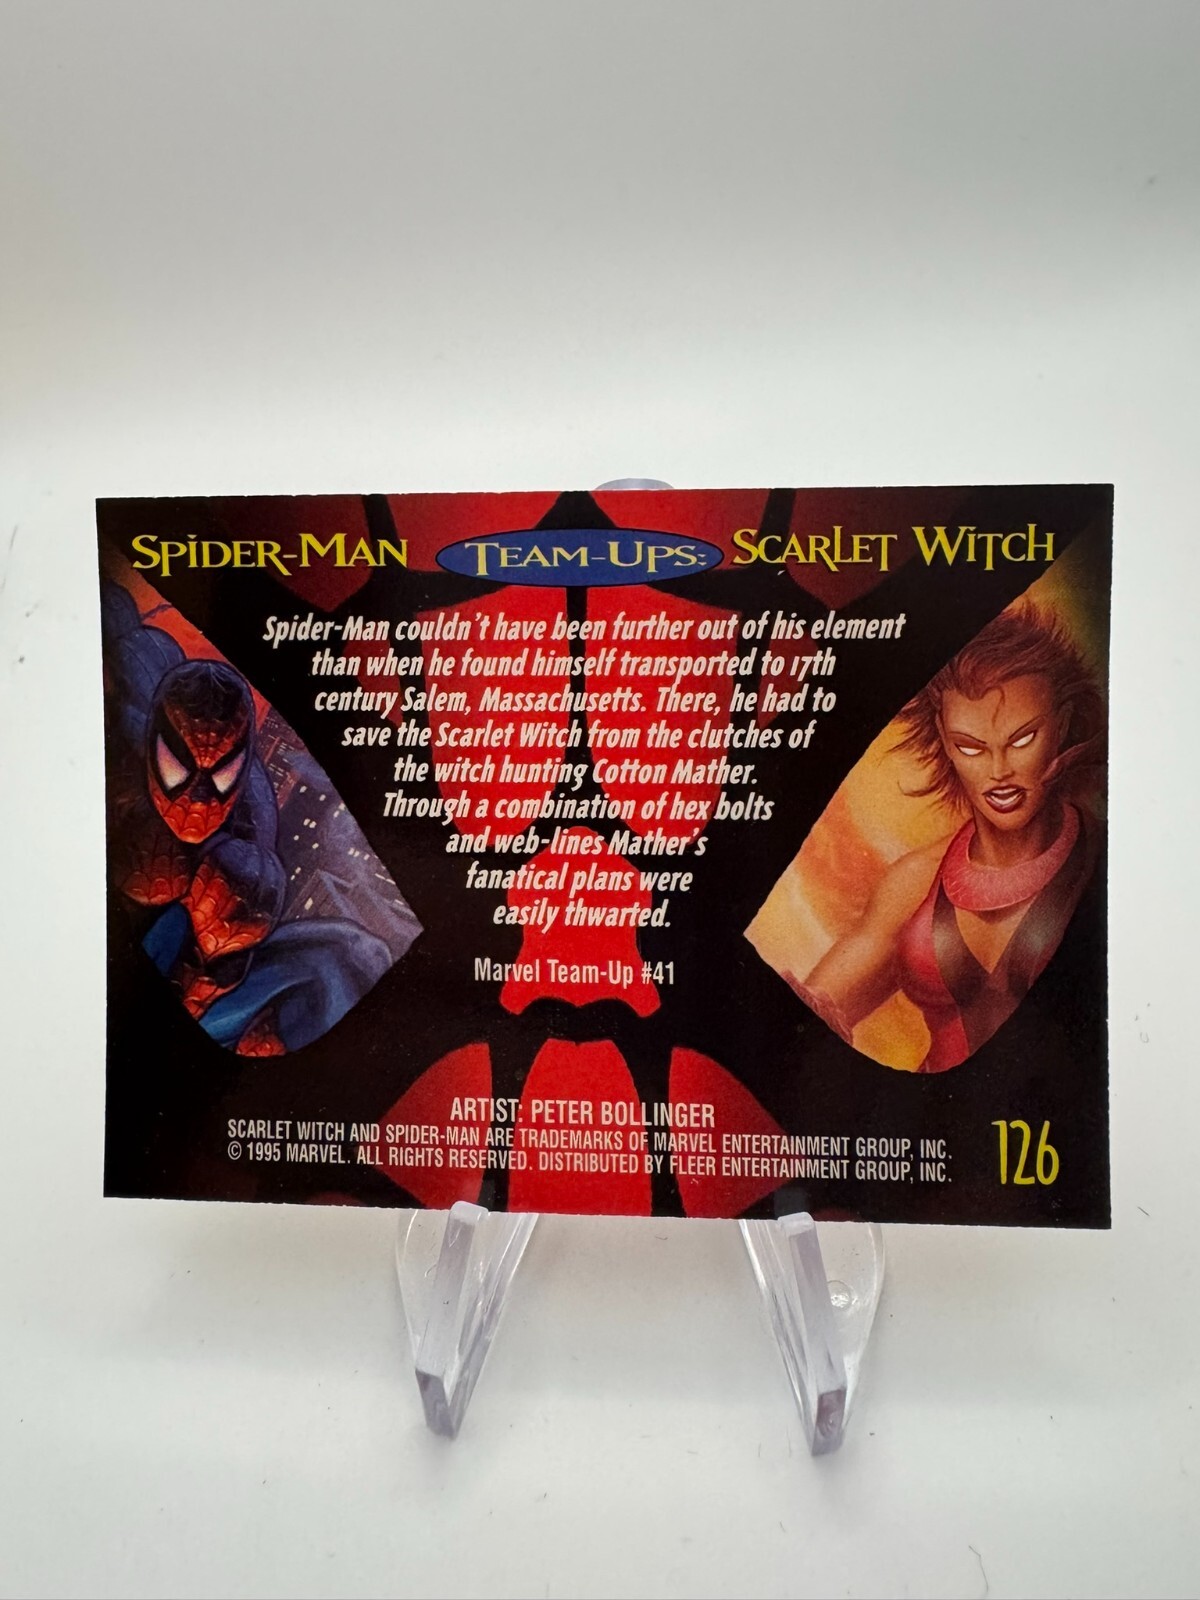 SPIDER-MAN TEAM-UPS: SCARLET WITCH
Spider-Man couldn't have been further out of his element
than when he found himself transported to 17th
century Salem, Massachusetts. There, he had to
save the Scarlet Witch from the clutches of
the witch hunting Cotton Mather.
Through a combination of hex bolts
and web-lines Mather's
fanatical plans were
easily thwarted.
Marvel Team-Up #41
ARTIST: PETER BOLLINGER
SCARLET WITCH AND SPIDER-MAN ARE TRADEMARKS OF MARVEL ENTERTAINMENT GROUP, INC.
© 1995 MARVEL. ALL RIGHTS RESERVED. DISTRIBUTED BY FLEER ENTERTAINMENT GROUP, INC.
126